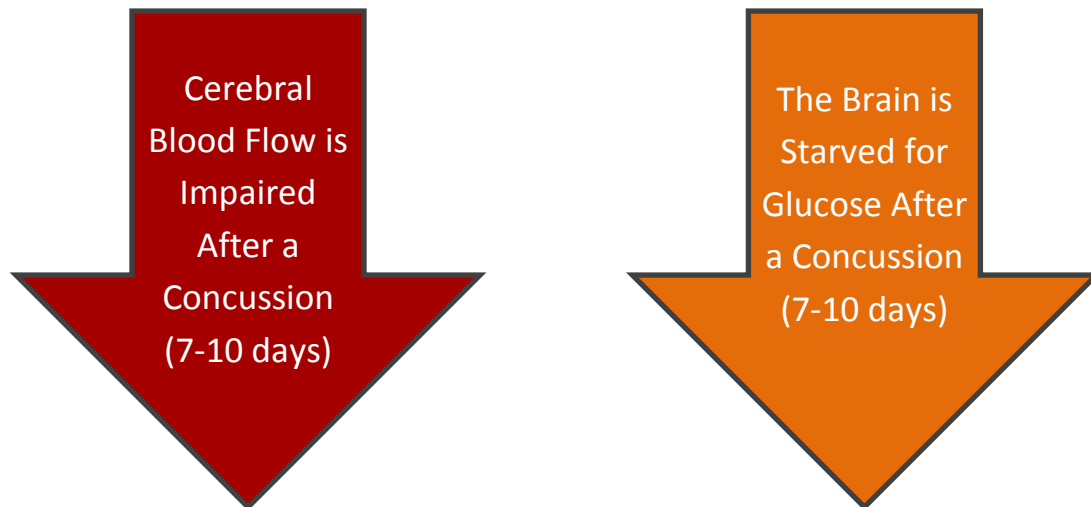 Cerebral
Blood Flow is
Impaired
After a
Concussion
(7-10 days)
The Brain is
Starved for
Glucose After
a Concussion
(7-10 days)